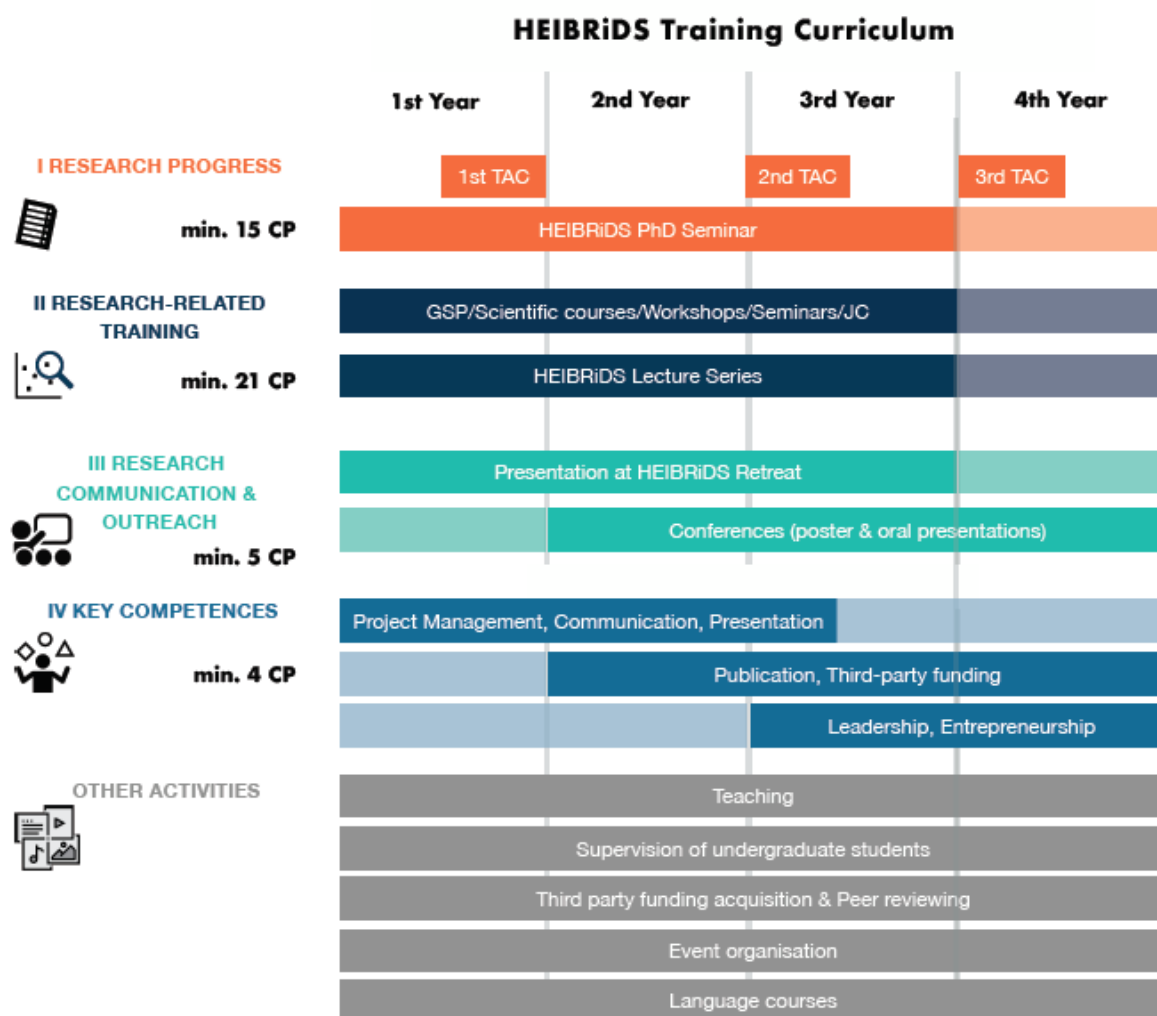 HEIBRiDS Training Curriculum
1st Year
2nd Year
3rd Year
4th Year
I RESEARCH PROGRESS
1st TAC
2nd TAC
3rd TAC
min. 15 CP
HEIBRiDS PhD Seminar
II RESEARCH-RELATED
TRAINING
min. 21 CP
GSP/Scientific courses/Workshops/Seminars/JC
HEIBRiDS Lecture Series
III RESEARCH
COMMUNICATION &
OUTREACH
min. 5 CP
Presentation at HEIBRiDS Retreat
Conferences (poster & oral presentations)
IV KEY COMPETENCES
min. 4 CP
Project Management, Communication, Presentation
Publication, Third-party funding
Leadership, Entrepreneurship
OTHER ACTIVITIES
Teaching
Supervision of undergraduate students
Third party funding acquisition & Peer reviewing
Event organisation
Language courses